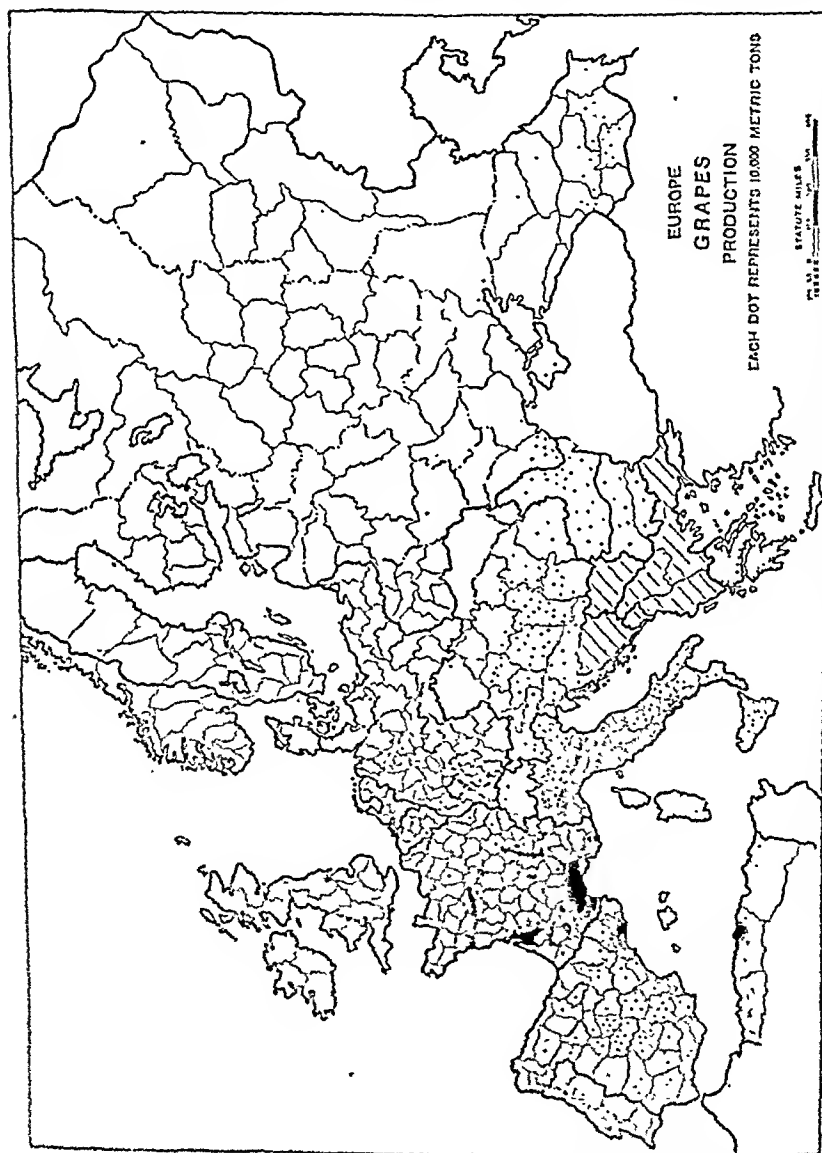 EUROPE
GRAPES
PRODUCTION
EACH DOT REPRESENTS 10,000 METRIC TONS
STATUTE MILES